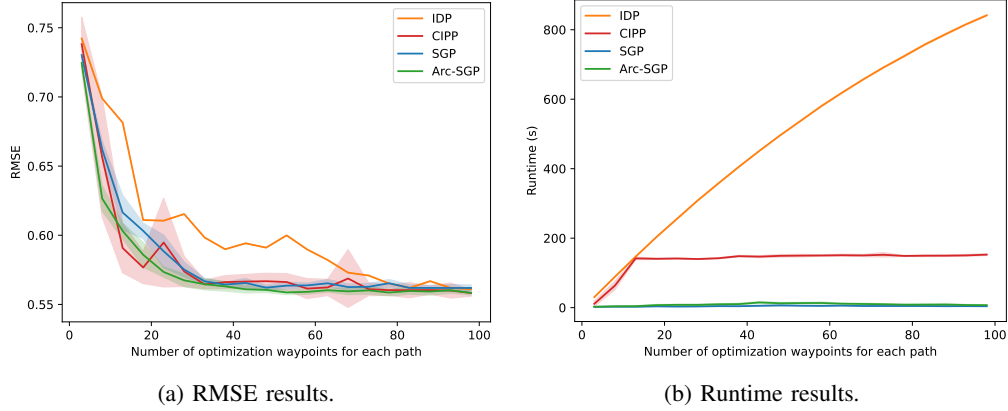 IDP
CIPP
SGP
Arc-SGP
0.75
0.70
0.65
0.60
0.55
RMSE
0
20
40
60
80
100
Number of optimization waypoints for each path
(a) RMSE results.
IDP
CIPP
SGP
Arc-SGP
800
600
400
200
0
Runtime (s)
0
20
40
60
80
100
Number of optimization waypoints for each path
(b) Runtime results.